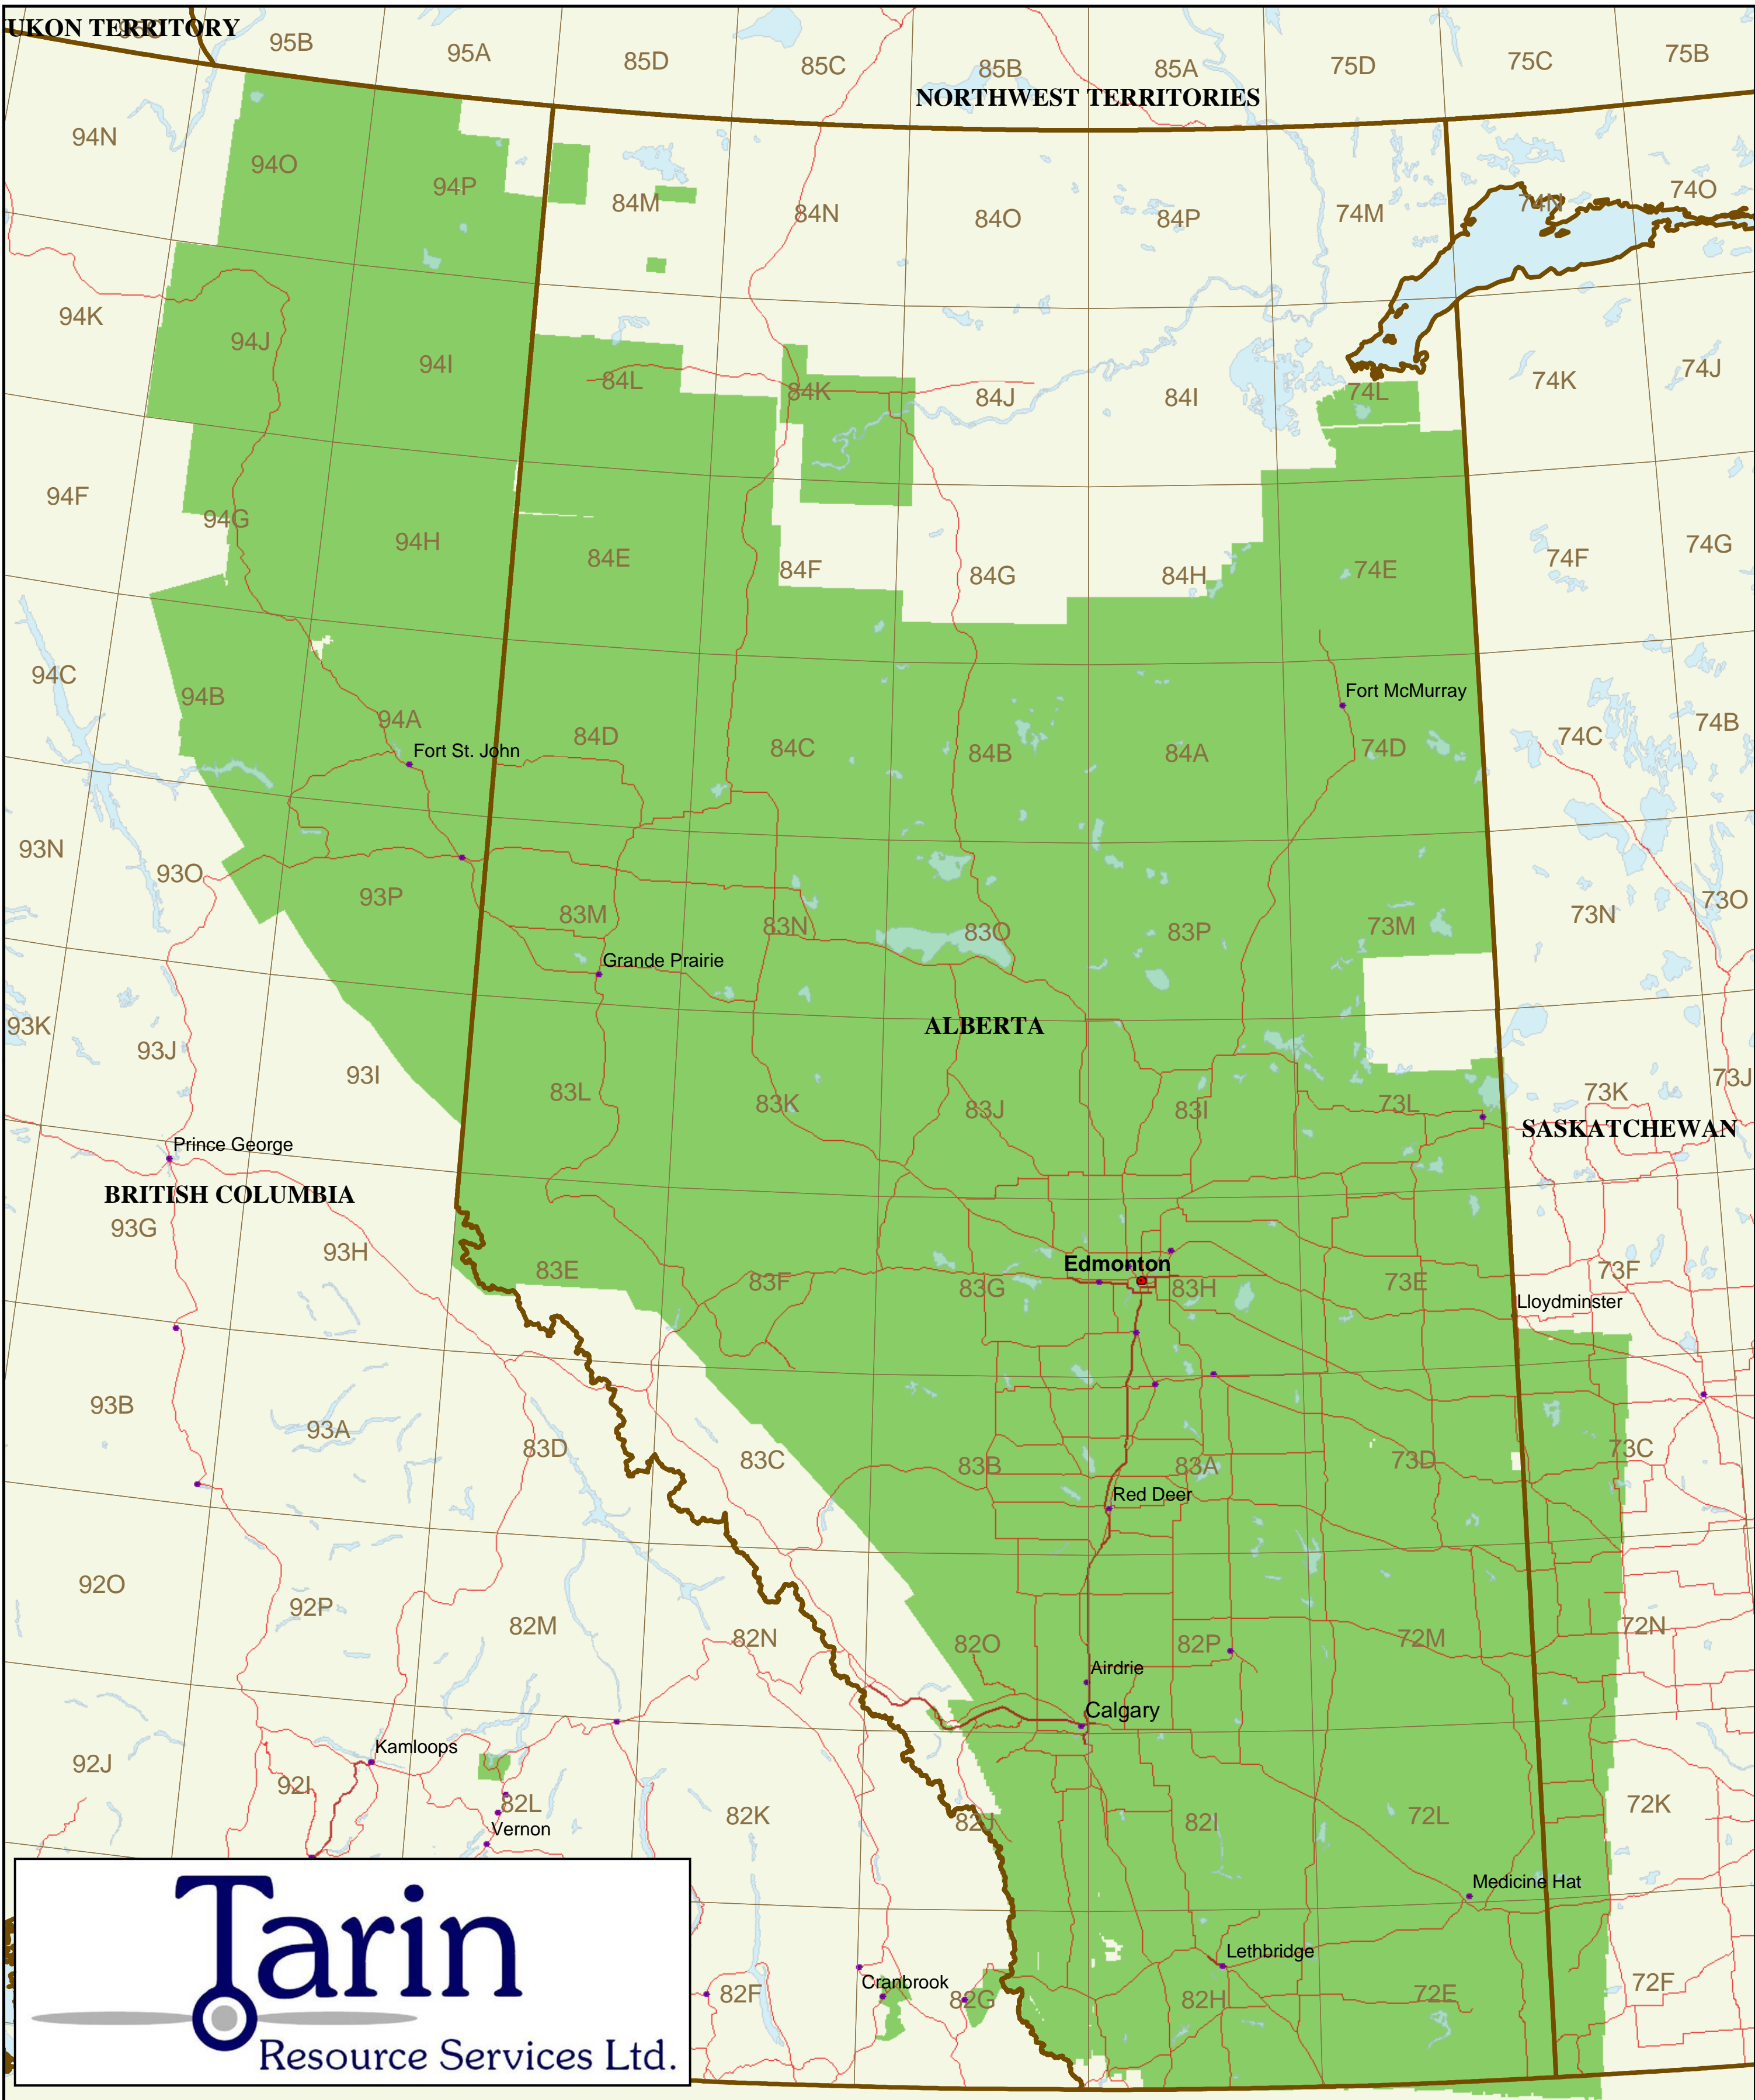 UKON TERRITORY
95B
95A
85D
85C
85B
85A
75D
75C
75B
NORTHWEST TERRITORIES
94N
94O
94P
84M
84N
84O
84P
74M
74N
74O
94K
94J
94I
84L
84K
84J
84I
74L
74K
74J
94F
94G
94H
84E
84F
84G
84H
74E
74F
74G
94C
94B
94A
84D
84C
84B
84A
74D
74C
74B
Fort McMurray
Fort St. John
93N
93O
93P
83M
83N
83O
83P
73M
73N
73O
Grande Prairie
ALBERTA
93K
93J
93I
83L
83K
83J
83I
73L
73K
73J
SASKATCHEWAN
Prince George
BRITISH COLUMBIA
93G
93H
83E
83F
83G
Edmonton
83H
73E
73F
Lloydminster
93B
93A
83D
83C
83B
83A
73D
73C
Red Deer
92O
92P
82M
82N
82O
82P
72M
72N
Airdrie
Calgary
92J
Kamloops
92I
82L
Vernon
82K
82J
82I
72L
72K
Medicine Hat
Lethbridge
Cranbrook
82F
82G
82H
72E
72F
Tarin
Resource Services Ltd.